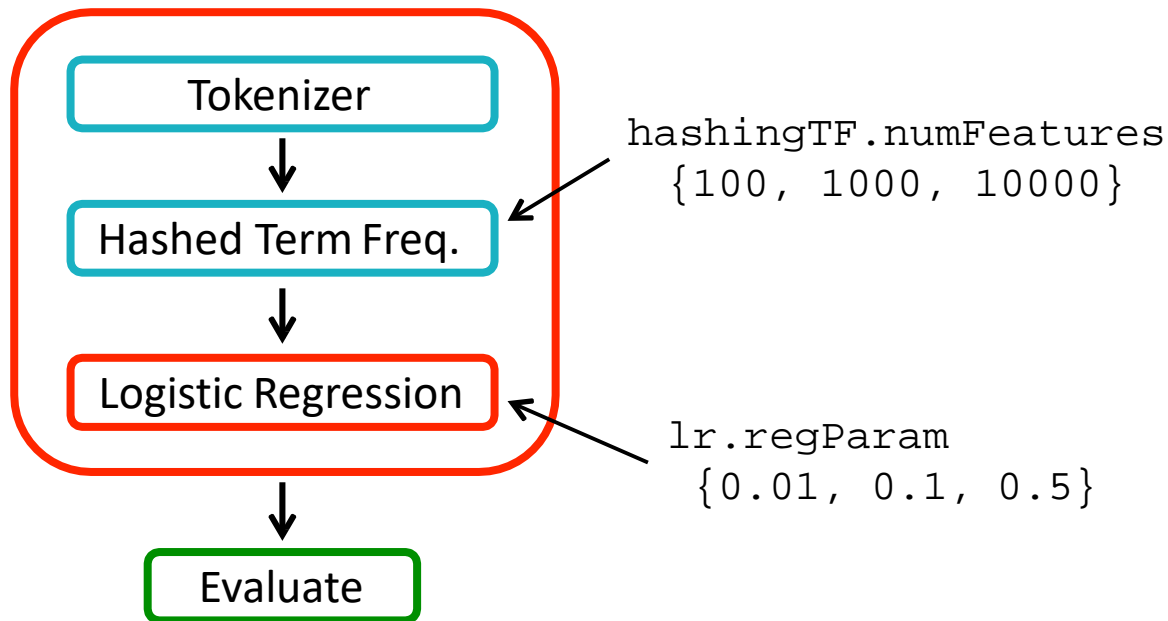 Tokenizer
hashingTF.numFeatures
{100, 1000, 10000}
Hashed Term Freq.
Logistic Regression
lr.regParam
{0.01, 0.1, 0.5}
Evaluate